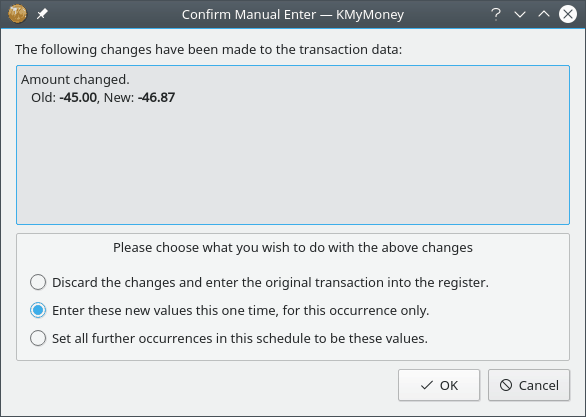 Confirm Manual Enter — KMyMoney
The following changes have been made to the transaction data:
Amount changed.
Old: -45.00, New: -46.87
Please choose what you wish to do with the above changes
Discard the changes and enter the original transaction into the register.
Enter these new values this one time, for this occurrence only.
Set all further occurrences in this schedule to be these values.
OK
Cancel